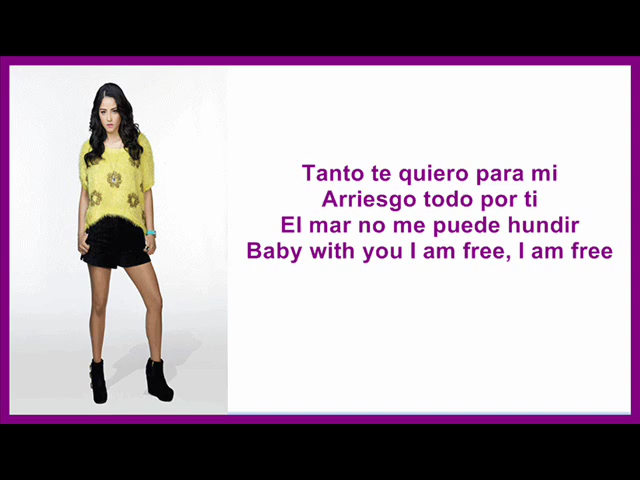 Tanto te quiero para mi
Arriesgo todo por ti
El mar no me puede hundir
Baby with you I am free, I am free